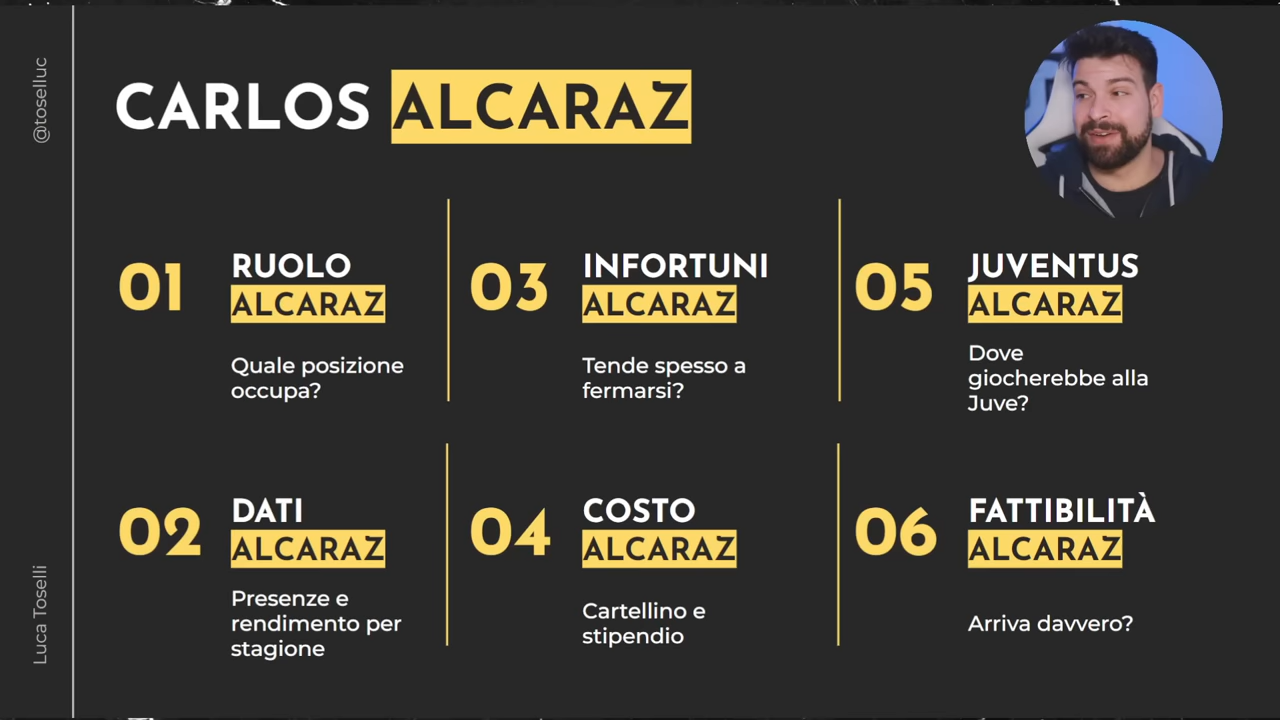 @toselluc
Luca Toselli
CARLOS ALCARAZ
01
RUOLO
ALCARAZ
Quale posizione
occupa?
02
DATI
ALCARAZ
Presenze e
rendimento per
stagione
03
INFORTUNI
ALCARAZ
Tende spesso a
fermarsi?
04
COSTO
ALCARAZ
Cartellino e
stipendio
05
JUVENTUS
ALCARAZ
Dove
giocherebbe alla
Juve?
06
FATTIBILITÀ
ALCARAZ
Arriva davvero?